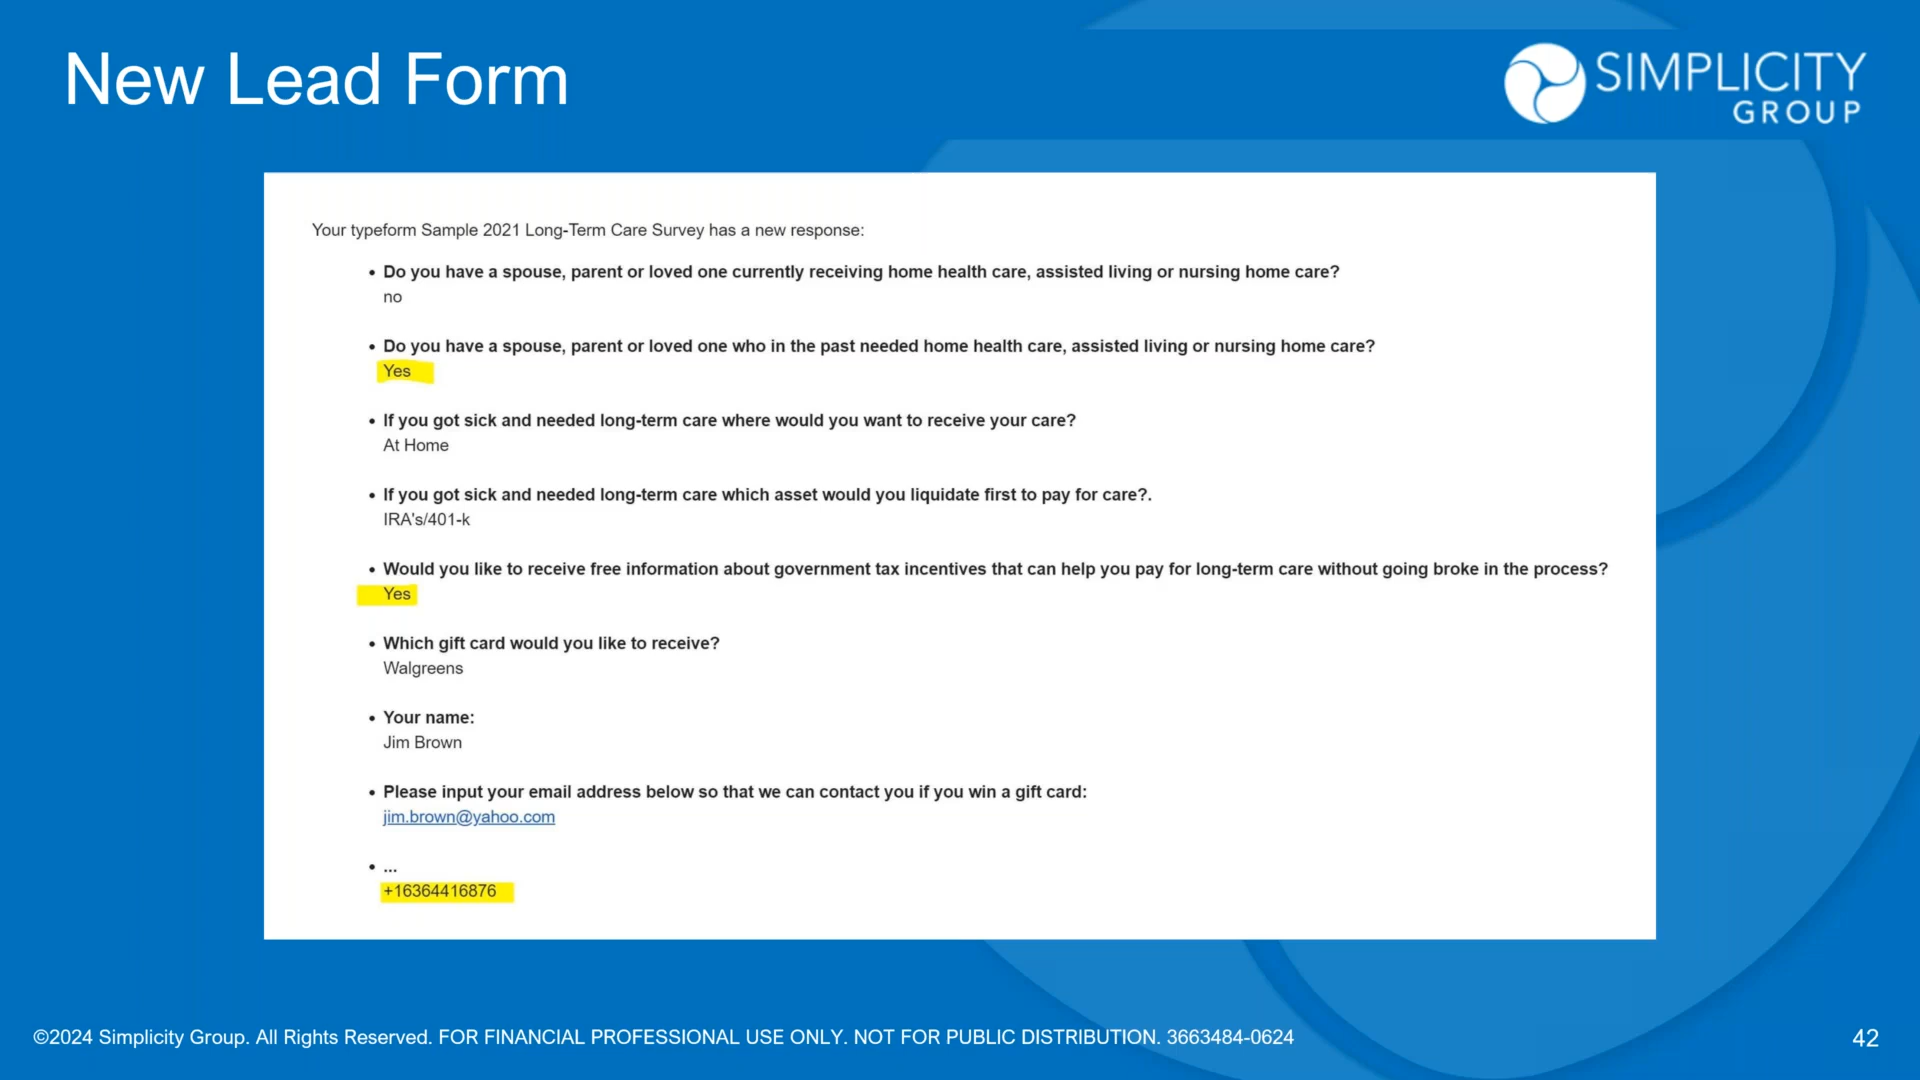 New Lead Form
SIMPLICITY
GROUP
Your typeform Sample 2021 Long-Term Care Survey has a new response:
• Do you have a spouse, parent or loved one currently receiving home health care, assisted living or nursing home care?
no
• Do you have a spouse, parent or loved one who in the past needed home health care, assisted living or nursing home care?
Yes
• If you got sick and needed long-term care where would you want to receive your care?
At Home
• If you got sick and needed long-term care which asset would you liquidate first to pay for care?.
IRA's/401-k
• Would you like to receive free information about government tax incentives that can help you pay for long-term care without going broke in the process?
Yes
• Which gift card would you like to receive?
Walgreens
• Your name:
Jim Brown
• Please input your email address below so that we can contact you if you win a gift card:
jim.brown@yahoo.com
• ...
+16364416876
©2024 Simplicity Group. All Rights Reserved. FOR FINANCIAL PROFESSIONAL USE ONLY. NOT FOR PUBLIC DISTRIBUTION. 3663484-0624
42